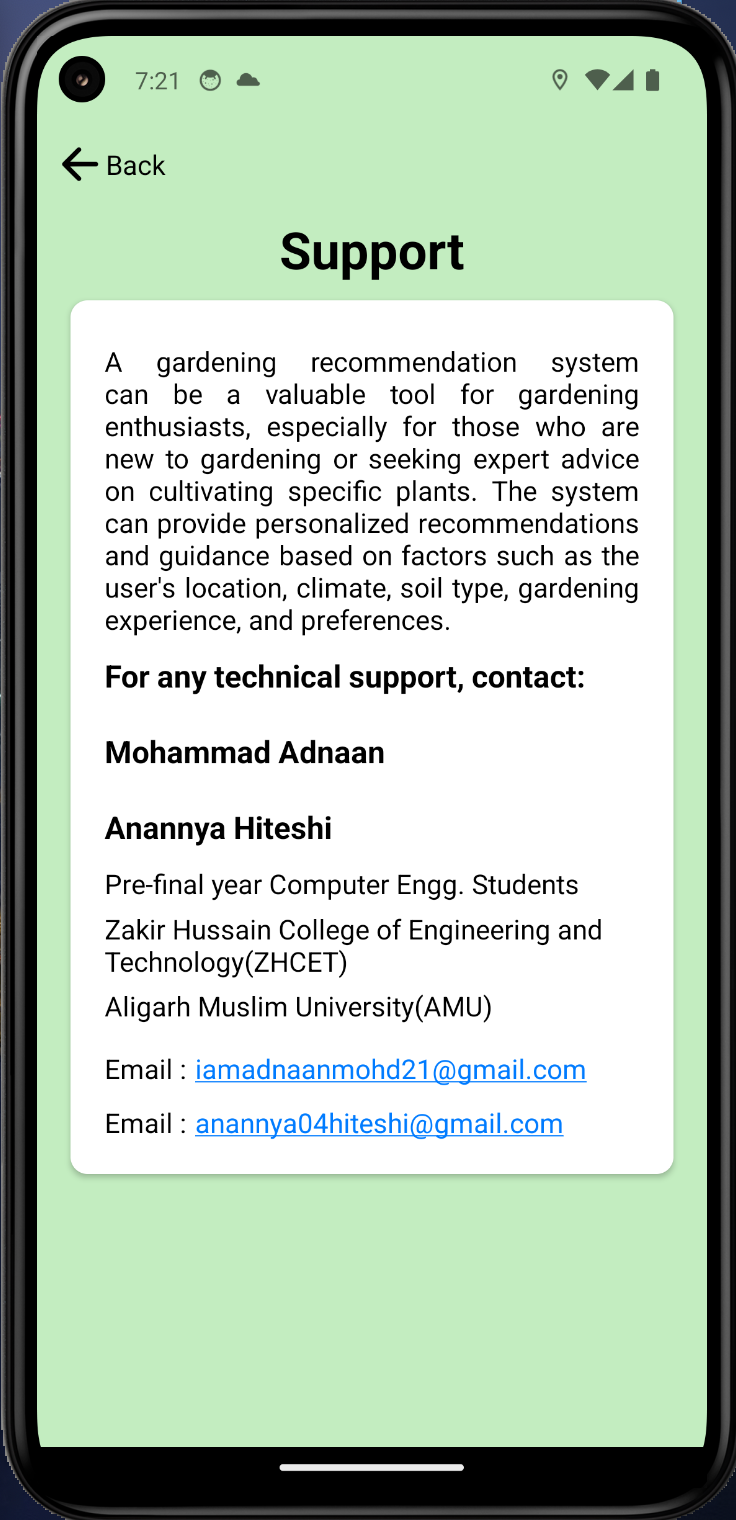 7:21
Back
Support
A gardening recommendation system
can be a valuable tool for gardening
enthusiasts, especially for those who are
new to gardening or seeking expert advice
on cultivating specific plants. The system
can provide personalized recommendations
and guidance based on factors such as the
user's location, climate, soil type, gardening
experience, and preferences.
For any technical support, contact:
Mohammad Adnaan
Anannya Hiteshi
Pre-final year Computer Engg. Students
Zakir Hussain College of Engineering and
Technology(ZHCET)
Aligarh Muslim University(AMU)
Email : iamadnaanmohd21@gmail.com
Email : anannya04hiteshi@gmail.com